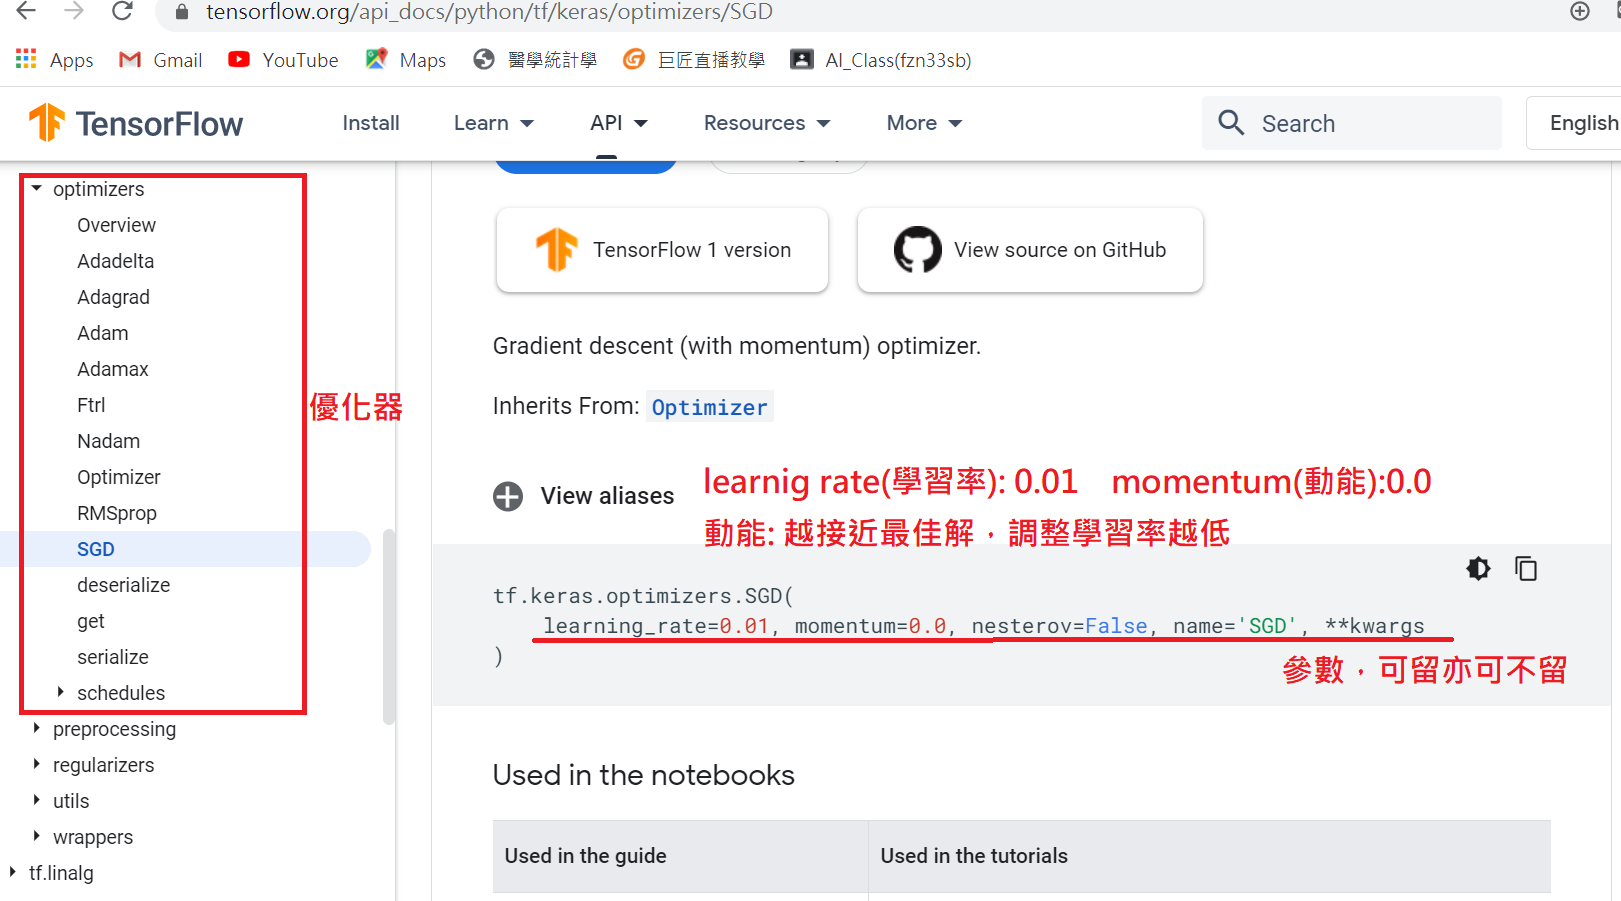 tensorflow.org/api_docs/python/tf/keras/optimizers/SGD
Apps Gmail YouTube Maps 醫學統計學 巨匠直播教學 AI_Class(fzn33sb)
TensorFlow Install Learn API Resources More Search English
optimizers
Overview
Adadelta
Adagrad
Adam
Adamax
Ftrl
Nadam
Optimizer
RMSprop
SGD
deserialize
get
serialize
schedules
preprocessing
regularizers
utils
wrappers
tf.linalg
優化器
TensorFlow 1 version
View source on GitHub
Gradient descent (with momentum) optimizer.
Inherits From: Optimizer
View aliases
learnig rate(學習率): 0.01 momentum(動能):0.0
動能: 越接近最佳解，調整學習率越低
tf.keras.optimizers.SGD(
learning_rate=0.01, momentum=0.0, nesterov=False, name='SGD', **kwargs
)
參數，可留亦可不留
Used in the notebooks
Used in the guide Used in the tutorials